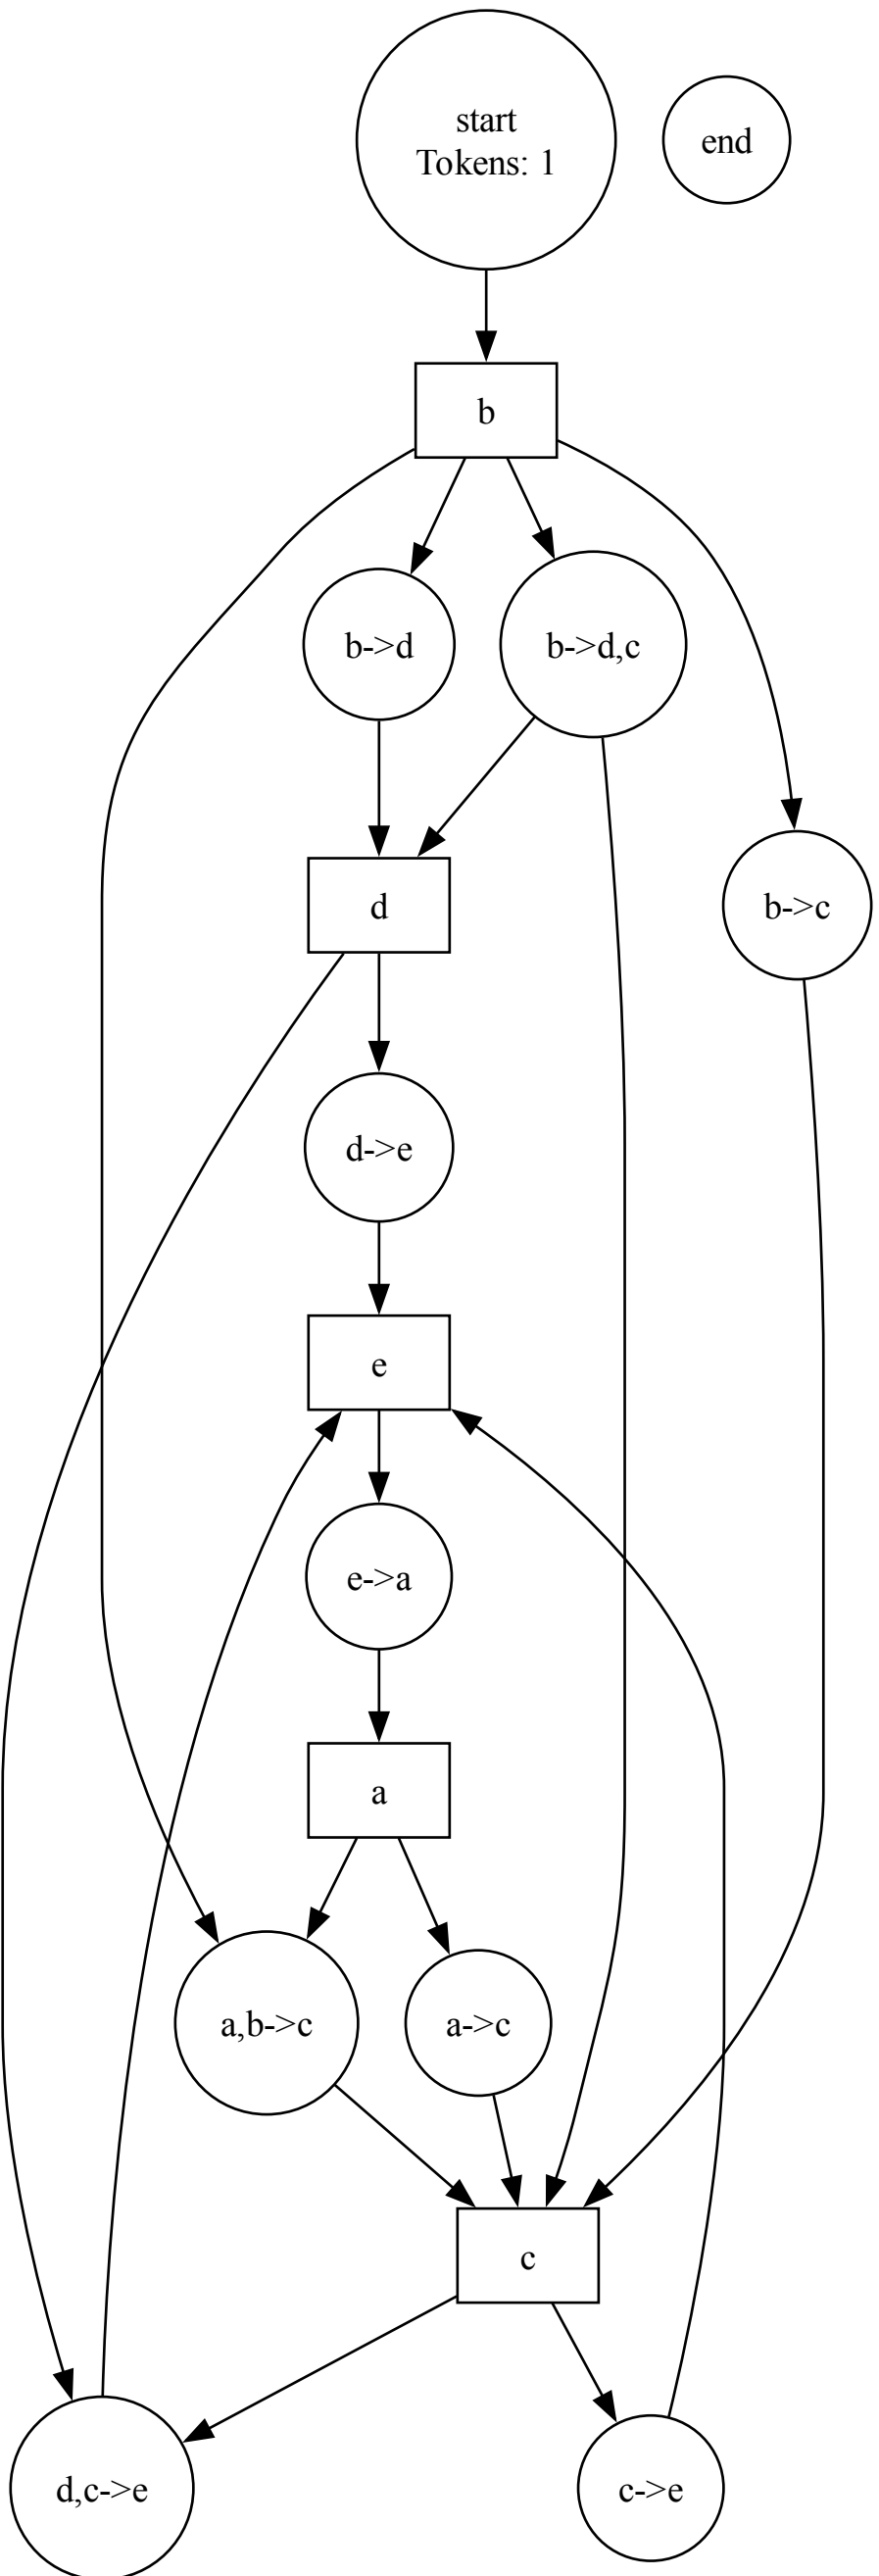 start
Tokens: 1
end
b
b->d
b->d,c
d
b->c
d->e
e
e->a
a
a,b->c
a->c
c
d,c->e
c->e